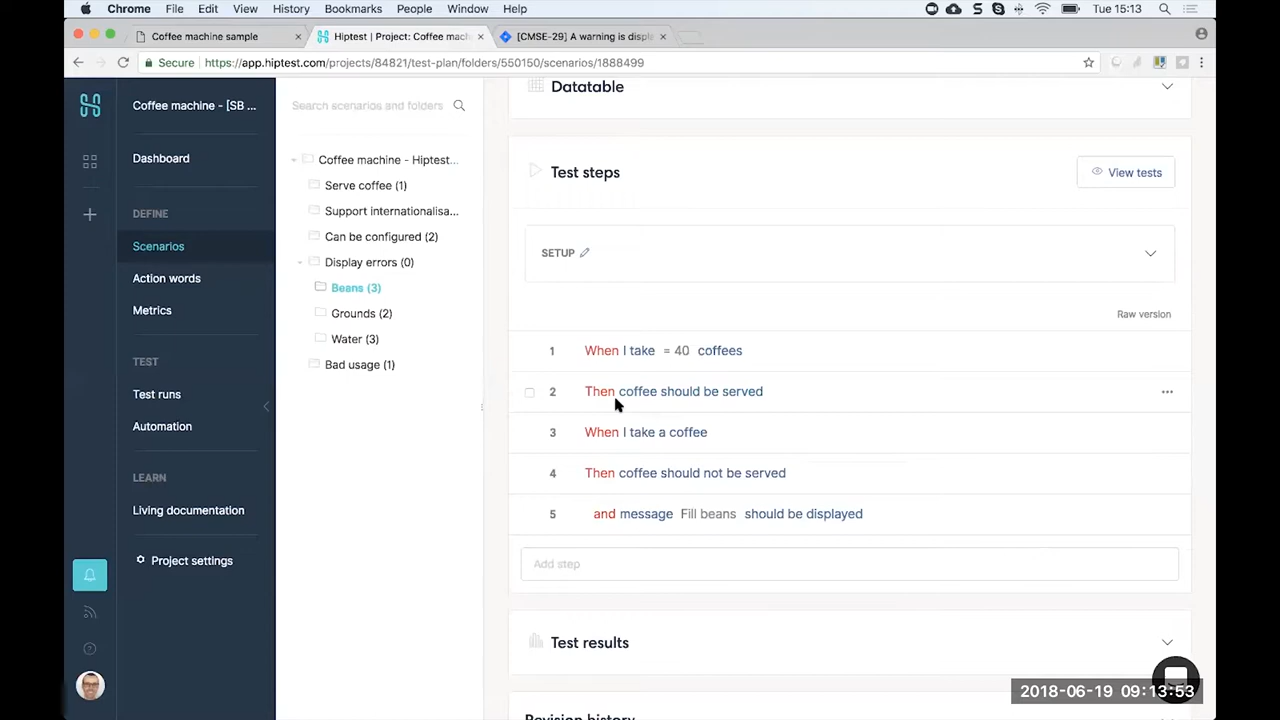 Chrome File Edit View History Bookmarks People Window Help
Tue 15:13
Coffee machine sample
Hiptest | Project: Coffee mach
[CMSE-29] A warning is displa
Secure https://app.hiptest.com/projects/84821/test-plan/folders/550150/scenarios/1888499
Coffee machine - [SB ...
Dashboard
DEFINE
Scenarios
Action words
Metrics
TEST
Test runs
Automation
LEARN
Living documentation
Project settings
Search scenarios and folders
Coffee machine - Hiptest...
Serve coffee (1)
Support internationalisa...
Can be configured (2)
Display errors (0)
Beans (3)
Grounds (2)
Water (3)
Bad usage (1)
Datatable
Test steps
View tests
SETUP
Raw version
1 When I take = 40 coffees
2 Then coffee should be served
3 When I take a coffee
4 Then coffee should not be served
5 and message Fill beans should be displayed
Add step
Test results
Revision history
2018-06-19 09:13:53